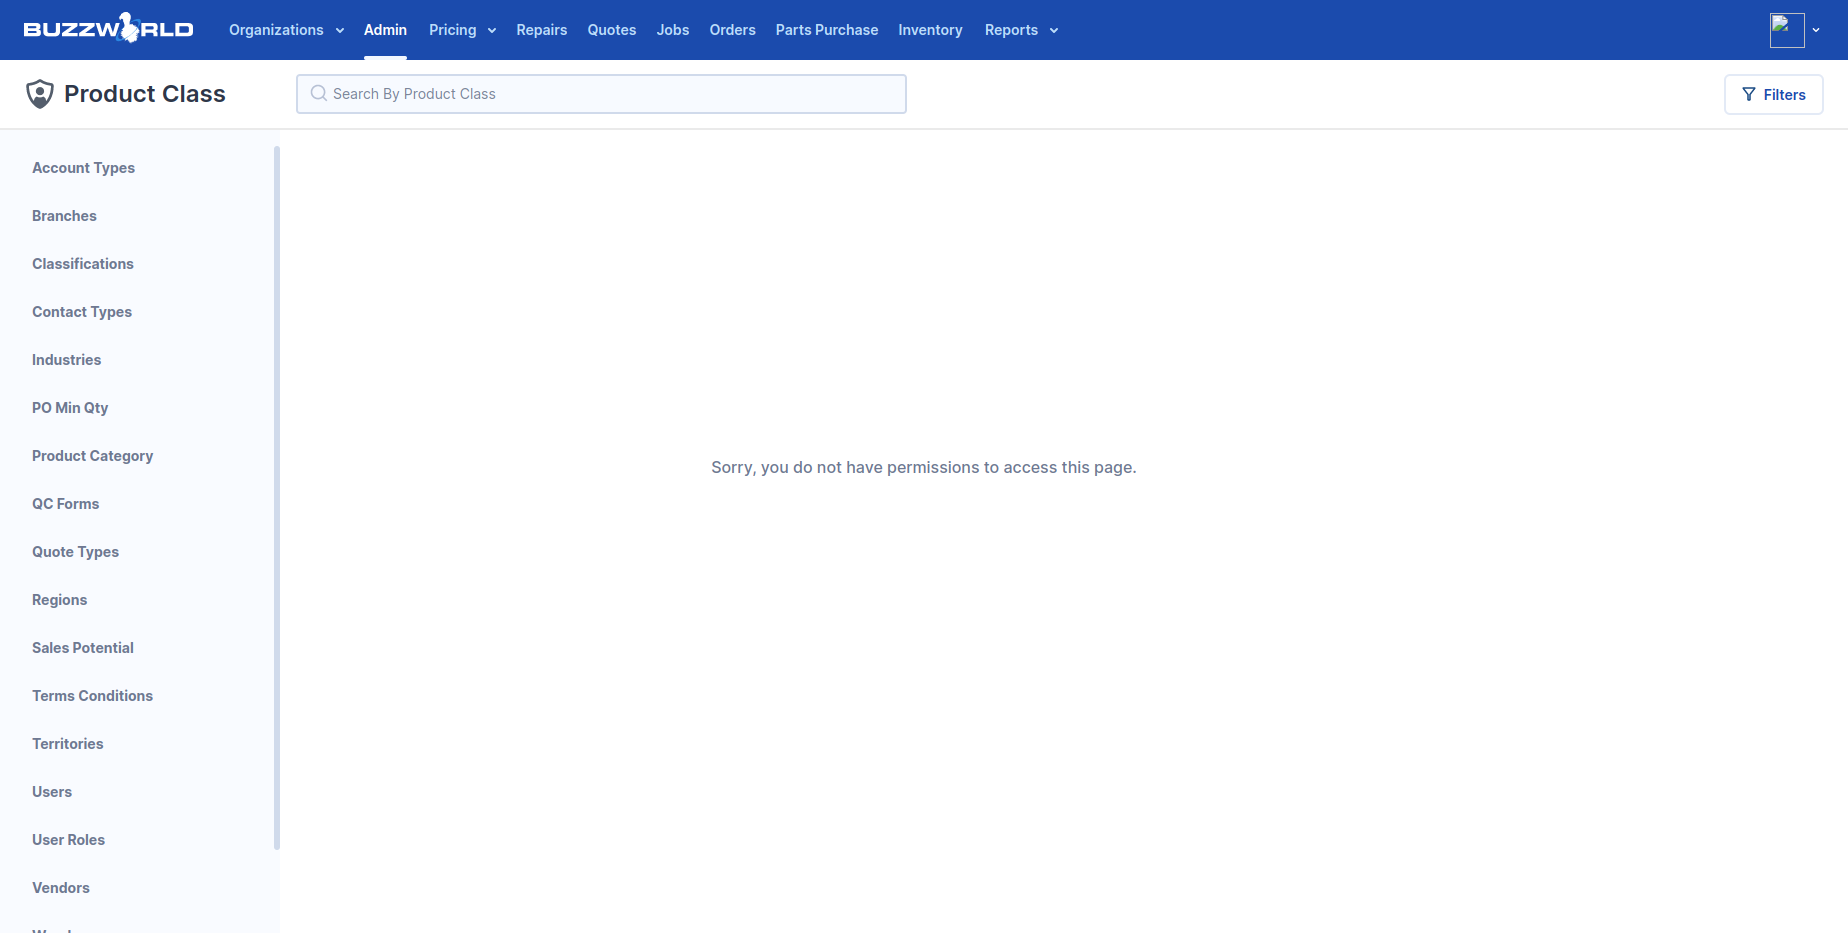 BUZZWORLD
Organizations Admin Pricing Repairs Quotes Jobs Orders Parts Purchase Inventory Reports
Product Class
Search By Product Class
Filters
Account Types
Branches
Classifications
Contact Types
Industries
PO Min Qty
Product Category
QC Forms
Quote Types
Regions
Sales Potential
Terms Conditions
Territories
Users
User Roles
Vendors
Sorry, you do not have permissions to access this page.